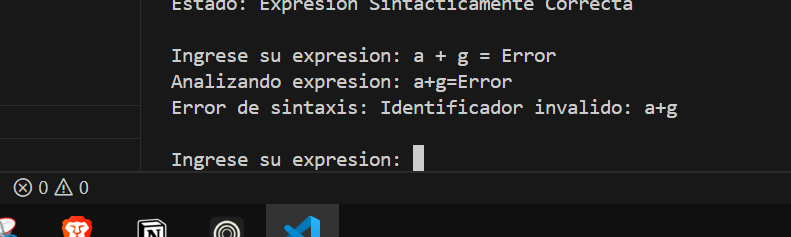 Estado: Expresion Sintacticamente Correcta
Ingrese su expresion: a + g = Error
Analizando expresion: a+g=Error
Error de sintaxis: Identificador invalido: a+g
Ingrese su expresion:
0 0